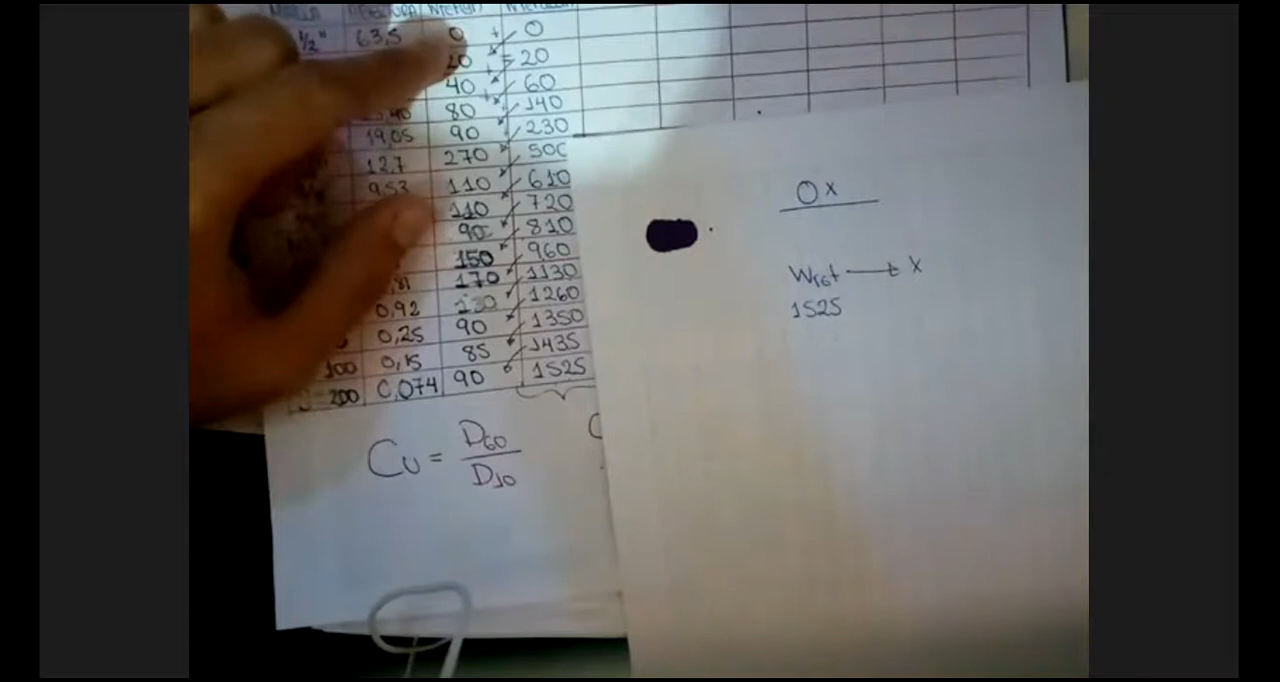 ½" 63,5 0 + 0
20 = 20
40 60
80 140
19,05 90 230
12,7 270 500
9,53 110 610
110 720
90 810
150 960
170 1130
0,92 130 1260
0,25 90 1350
100 0,15 85 1435
200 0,074 90 1525
Cu = D60 / D10
0 x
Wret → x
1525